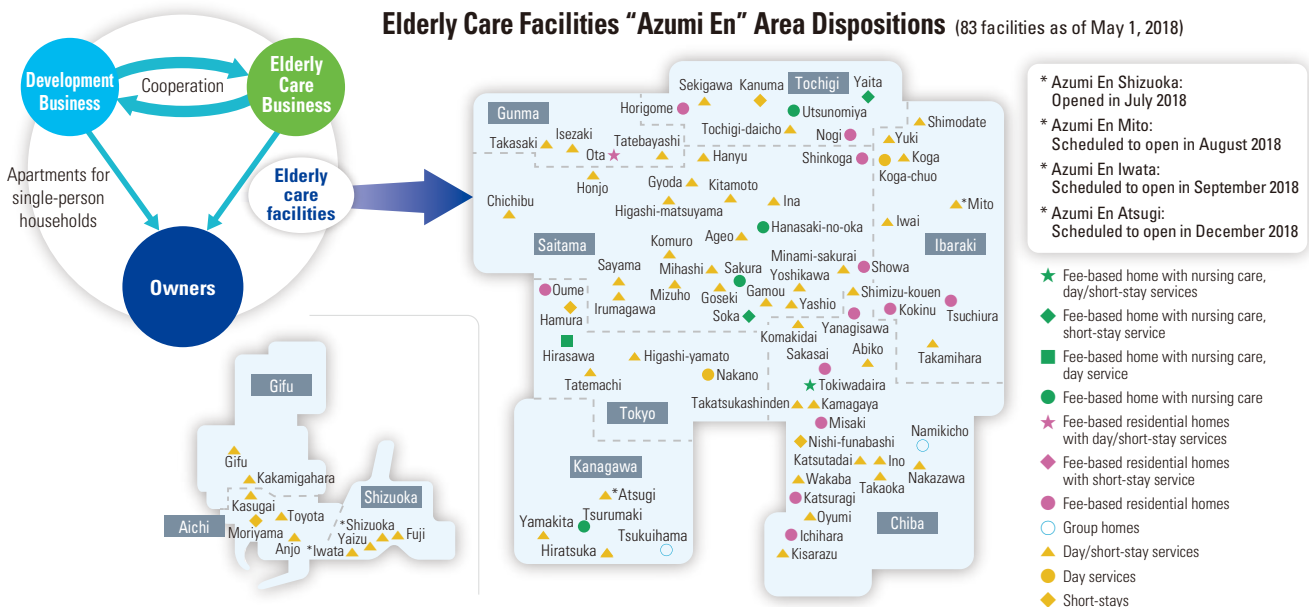 Elderly Care Facilities “Azumi En” Area Dispositions (83 facilities as of May 1, 2018)
Development
Business
Cooperation
Elderly
Care
Business
Apartments for
single-person
households
Elderly
care
facilities
Owners
Gunma
Tochigi
Sekigawa
Kanuma
Yaita
Horigome
Utsunomiya
Tochigi-daicho
Nogi
Shimodate
Yuki
Takasaki
Isezaki
Ota
Tatebayashi
Hanyu
Shinkoga
Koga
Koga-chuo
Honjo
Gyoda
Kitamoto
Chichibu
Higashi-matsuyama
Ina
*Mito
Iwai
Saitama
Ageo
Hanasaki-no-oka
Ibaraki
Komuro
Minami-sakurai
Sayama
Mihashi
Sakura
Yoshikawa
Showa
Oume
Irumagawa
Mizuho
Goseki
Gamou
Yashio
Shimizu-kouen
Kokinu
Tsuchiura
Hamura
Soka
Komakidai
Yanagisawa
Takamihara
Hirasawa
Higashi-yamato
Sakasai
Abiko
Tatemachi
Nakano
Tokiwadaira
Tokyo
Takatsukashinden
Kamagaya
Misaki
Namikicho
Nishi-funabashi
Kanagawa
Katsutadai
Ino
Nakazawa
Wakaba
Takaoka
*Atsugi
Katsuragi
Yamakita
Tsurumaki
Oyumi
Chiba
Tsukuihama
Hiratsuka
Ichihara
Kisarazu
Gifu
Gifu
Kakamigahara
Kasugai
Shizuoka
Aichi
Moriyama
Toyota
*Shizuoka
Yaizu
Fuji
Anjo
*Iwata
* Azumi En Shizuoka:
Opened in July 2018
* Azumi En Mito:
Scheduled to open in August 2018
* Azumi En Iwata:
Scheduled to open in September 2018
* Azumi En Atsugi:
Scheduled to open in December 2018
Fee-based home with nursing care,
day/short-stay services
Fee-based home with nursing care,
short-stay service
Fee-based home with nursing care,
day service
Fee-based home with nursing care
Fee-based residential homes
with day/short-stay services
Fee-based residential homes
with short-stay service
Fee-based residential homes
Group homes
Day/short-stay services
Day services
Short-stays